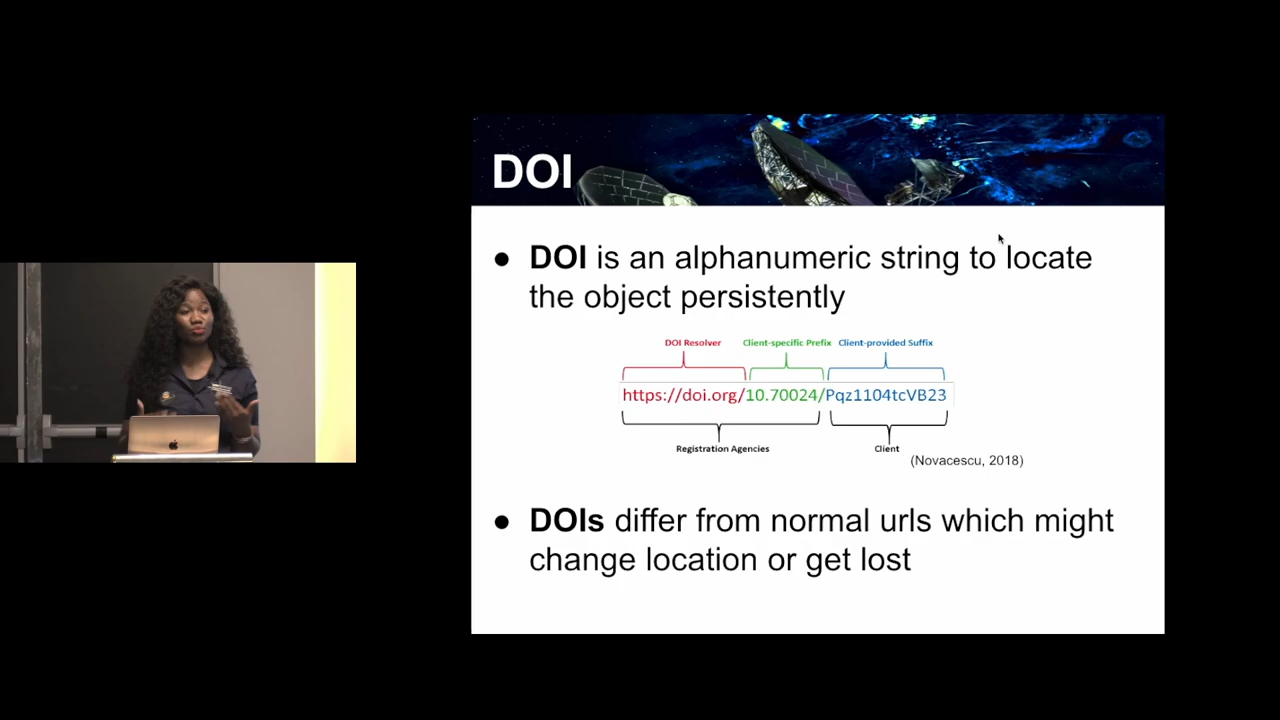 DOI
● DOI is an alphanumeric string to locate
the object persistently
DOI Resolver Client-specific Prefix Client-provided Suffix
https://doi.org/10.70024/Pqz1104tcVB23
Registration Agencies Client
(Novacescu, 2018)
● DOIs differ from normal urls which might
change location or get lost